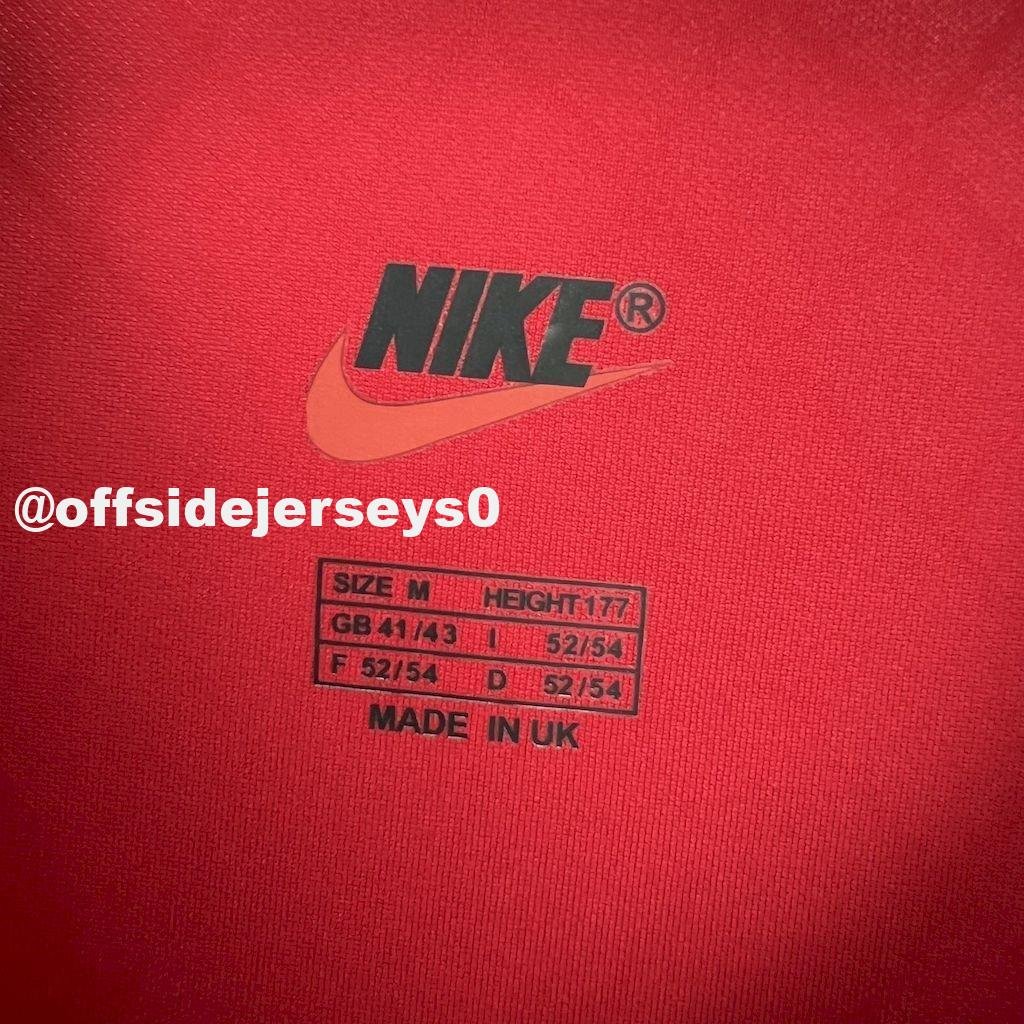 NIKE®
@offsidejerseys0
SIZE M HEIGHT 177
GB 41/43 I 52/54
F 52/54 D 52/54
MADE IN UK